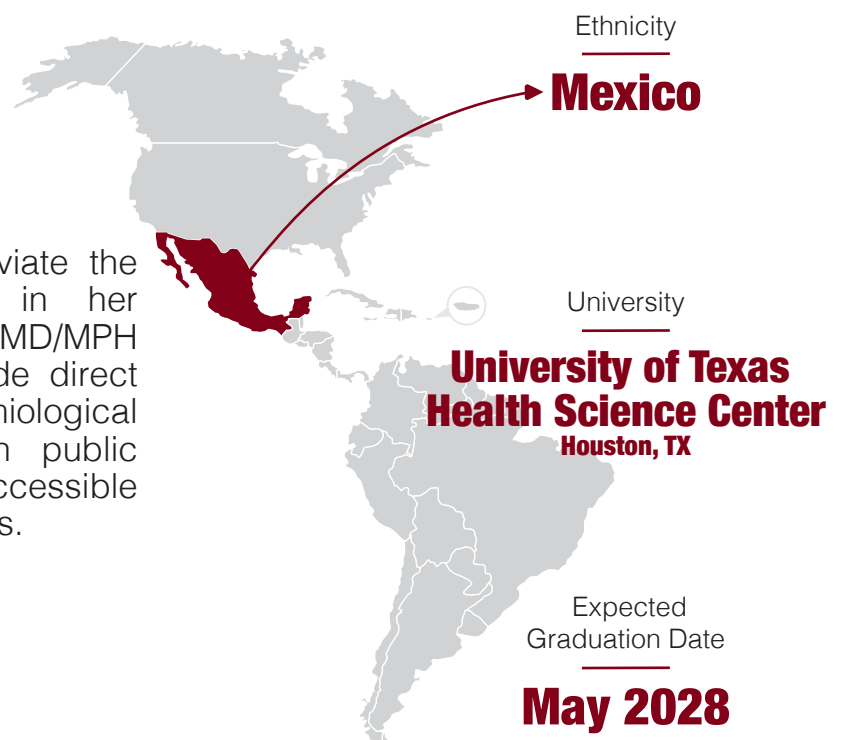 Ethnicity
Mexico
viate the
in her
MD/MPH
de direct
niological
public
ccessible
s.
University
University of Texas
Health Science Center
Houston, TX
Expected
Graduation Date
May 2028